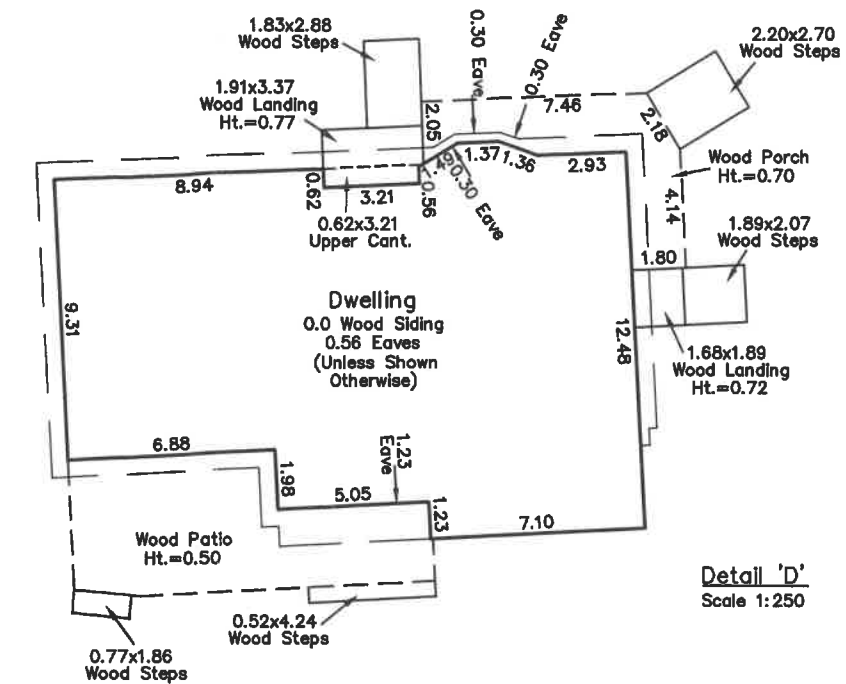 1.83x2.88
Wood Steps
0.30 Eave
0.30 Eave
2.20x2.70
Wood Steps
1.91x3.37
Wood Landing
Ht.=0.77
2.05
7.46
2.18
1.37
1.36
2.93
Wood Porch
Ht.=0.70
8.94
0.62
3.21
0.56
0.30 Eave
4.14
0.62x3.21
Upper Cant.
1.89x2.07
Wood Steps
1.80
9.31
Dwelling
0.0 Wood Siding
0.56 Eaves
(Unless Shown
Otherwise)
12.48
1.68x1.89
Wood Landing
Ht.=0.72
6.88
1.98
1.23
Eave
5.05
1.23
7.10
Wood Patio
Ht.=0.50
Detail 'D'
Scale 1:250
0.52x4.24
Wood Steps
0.77x1.86
Wood Steps